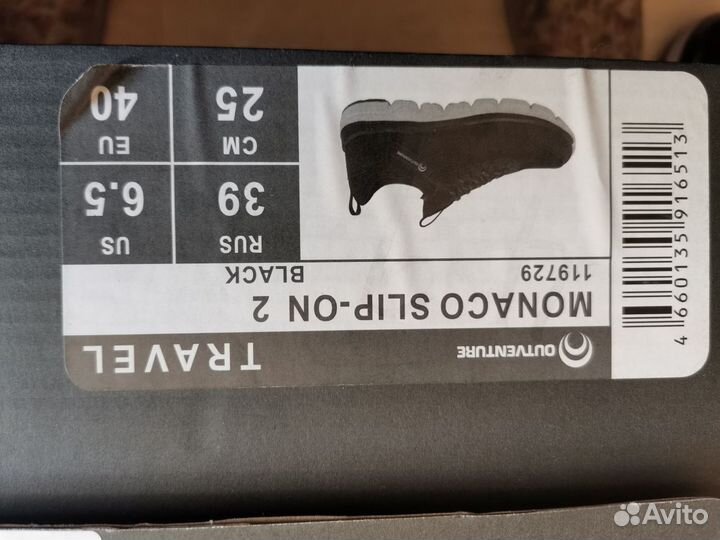 OUTVENTURE TRAVEL
MONACO SLIP-ON 2
119729 BLACK
RUS US
39 6.5
CM EU
25 40
OUTVENTURE
4 660135 916513
Avito